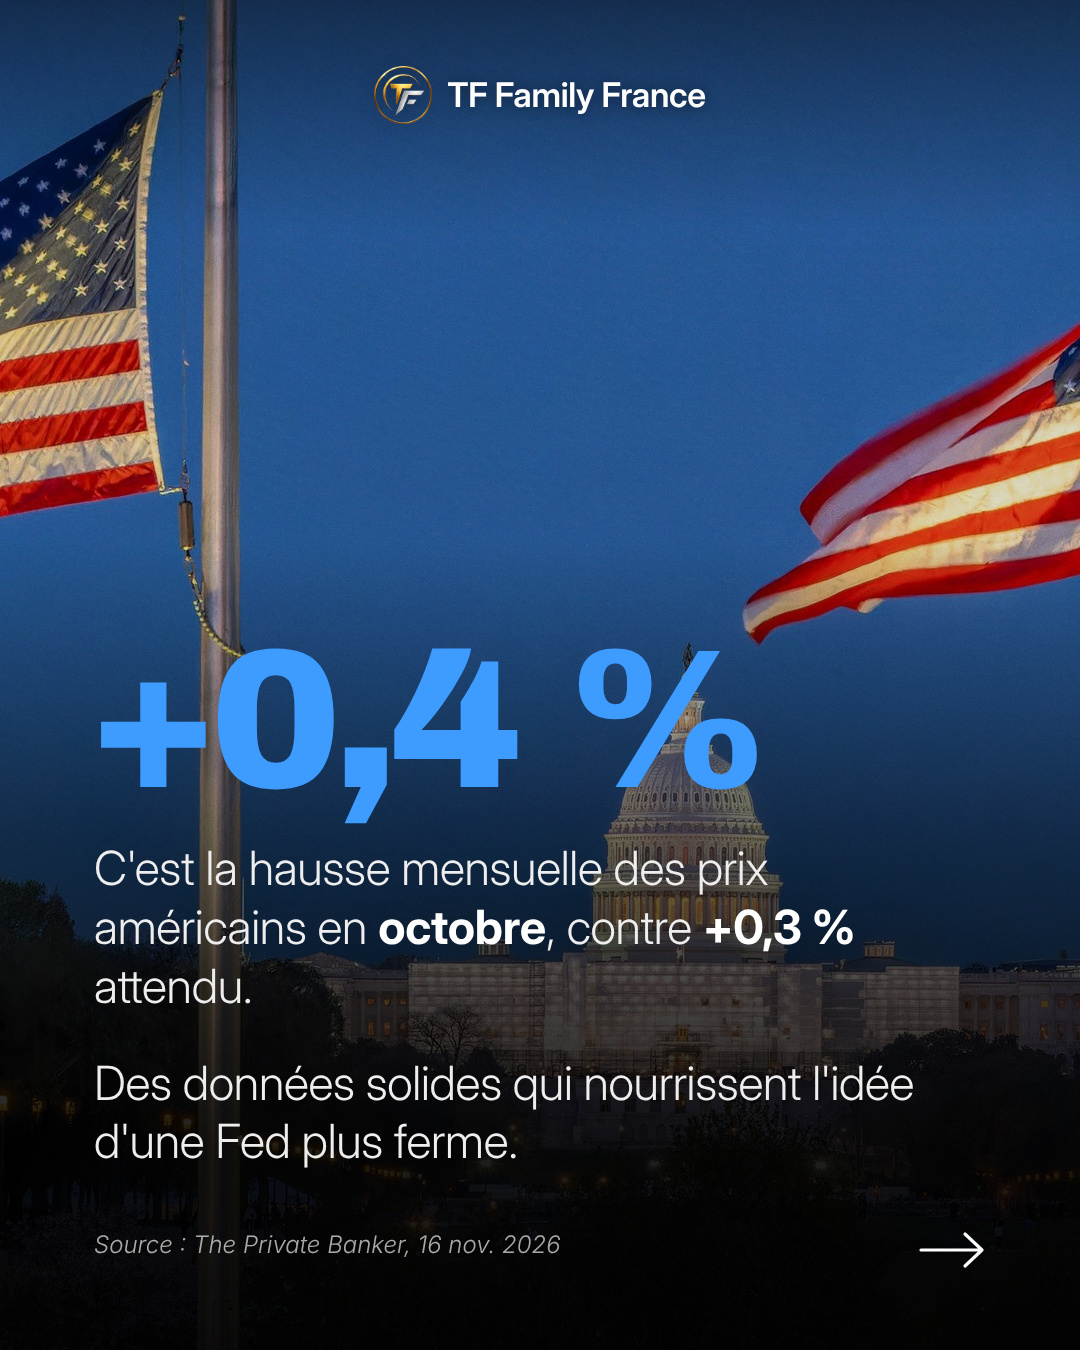 TF Family France
+0,4 %
C'est la hausse mensuelle des prix
américains en octobre, contre +0,3 %
attendu.
Des données solides qui nourrissent l'idée
d'une Fed plus ferme.
Source : The Private Banker, 16 nov. 2026